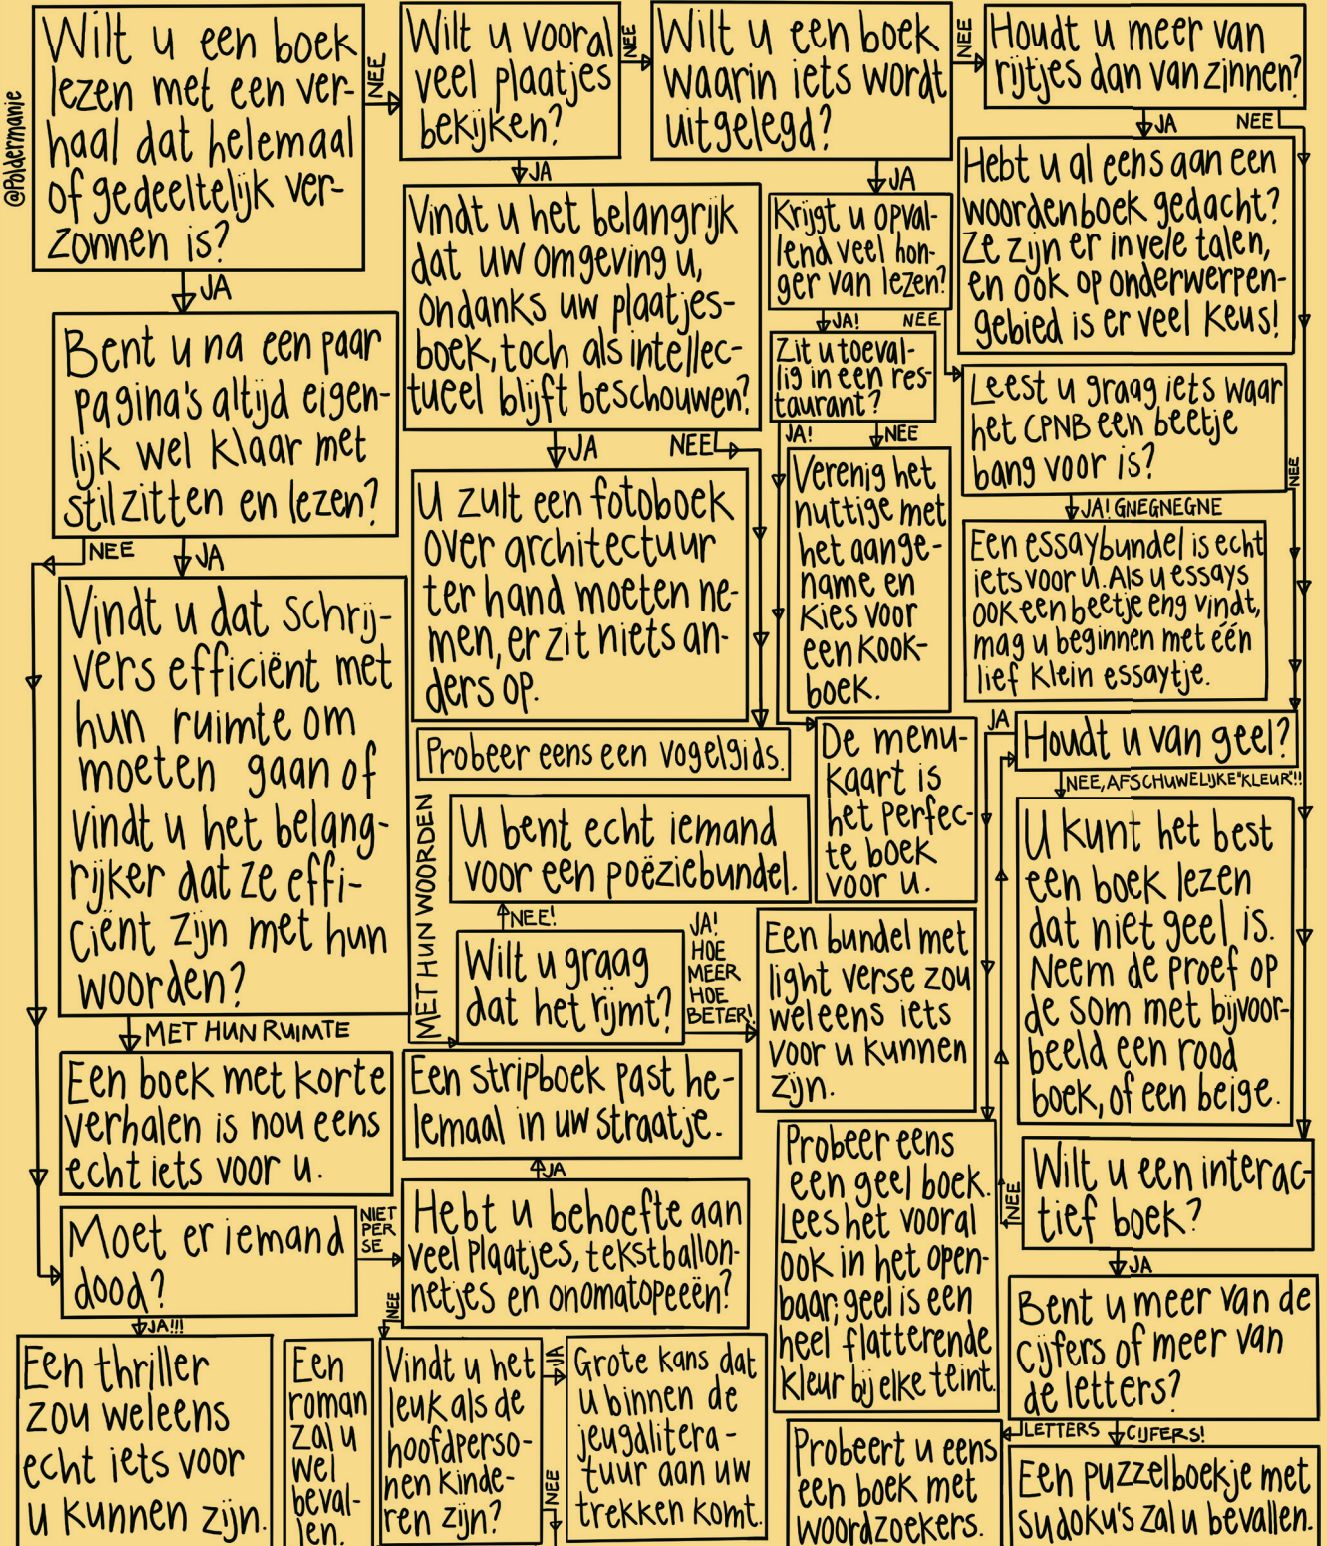 @Poldermanie
Wilt u een boek
lezen met een ver-
haal dat helemaal
of gedeeltelijk ver-
zonnen is?
NEE
JA
Wilt u vooral
veel plaatjes
bekijken?
NEE
JA
Wilt u een boek
waarin iets wordt
uitgelegd?
NEE
JA
Houdt u meer van
rijtjes dan van zinnen?
JA
NEE
Hebt u al eens aan een
woordenboek gedacht?
Ze zijn er in vele talen,
en ook op onderwerpen-
gebied is er veel keus!
Bent u na een paar
pagina's altijd eigen-
lijk wel klaar met
stilzitten en lezen?
NEE
JA
Vindt u het belangrijk
dat uw omgeving u,
ondanks uw plaatjes-
boek, toch als intellec-
tueel blijft beschouwen?
JA
NEE
Krijgt u opval-
lend veel hon-
ger van lezen?
JA!
NEE
Zit u toeval-
lig in een res-
taurant?
JA!
NEE
Leest u graag iets waar
het CPNB een beetje
bang voor is?
NEE
JA! GNEGNEGNE
U zult een fotoboek
over architectuur
ter hand moeten ne-
men, er zit niets an-
ders op.
Verenig het
nuttige met
het aange-
name en
kies voor
een kook-
boek.
Een essaybundel is echt
iets voor u. Als u essays
ook een beetje eng vindt,
mag u beginnen met één
lief klein essaytje.
Vindt u dat schrij-
vers efficiënt met
hun ruimte om
moeten gaan of
vindt u het belang-
rijker dat ze effi-
ciënt zijn met hun
woorden?
MET HUN RUIMTE
MET HUN WOORDEN
Probeer eens een vogelgids.
De menu-
kaart is
het perfec-
te boek
voor u.
JA
Houdt u van geel?
NEE, AFSCHUWELIJKE "KLEUR"!!
U bent echt iemand
voor een poëziebundel.
NEE!
Wilt u graag
dat het rijmt?
JA!
HOE
MEER
HOE
BETER!
Een bundel met
light verse zou
weleens iets
voor u kunnen
zijn.
U kunt het best
een boek lezen
dat niet geel is.
Neem de proef op
de som met bijvoor-
beeld een rood
boek, of een beige.
Een boek met korte
verhalen is nou eens
echt iets voor u.
Een stripboek past he-
lemaal in uw straatje.
JA
Probeer eens
een geel boek.
Lees het vooral
ook in het open-
baar; geel is een
heel flatterende
kleur bij elke teint.
Wilt u een interac-
tief boek?
NEE
JA
Moet er iemand
dood?
NIET
PER
SE
JA!!!
Hebt u behoefte aan
veel plaatjes, tekstballon-
netjes en onomatopeeën?
NEE
Bent u meer van de
cijfers of meer van
de letters?
LETTERS
CIJFERS!
Een thriller
zou weleens
echt iets voor
u kunnen zijn.
Een
roman
zal u
wel
beval-
len.
Vindt u het
leuk als de
hoofdperso-
nen kinde-
ren zijn?
JA
NEE
Grote kans dat
u binnen de
jeugdlitera-
tuur aan uw
trekken komt.
Probeert u eens
een boek met
woordzoekers.
Een puzzelboekje met
sudoku's zal u bevallen.